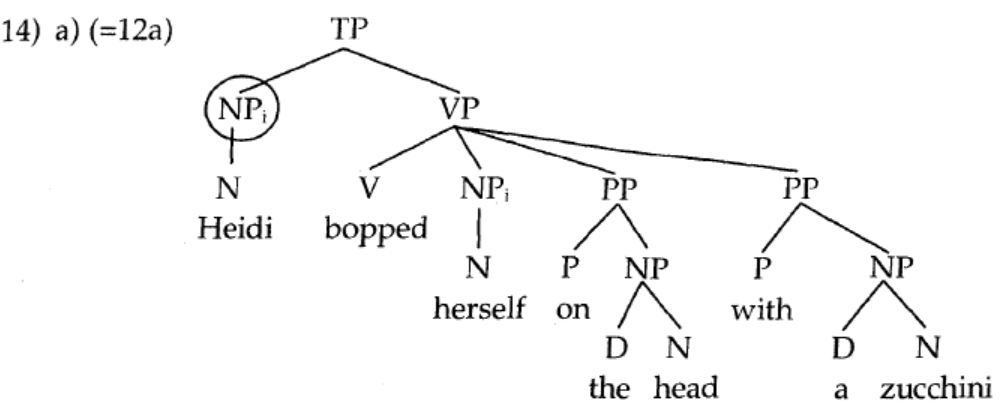 14) a) (=12a) TP
NPᵢ VP
N V NPᵢ PP PP
Heidi bopped
N P NP P NP
herself on with
D N D N
the head a zucchini